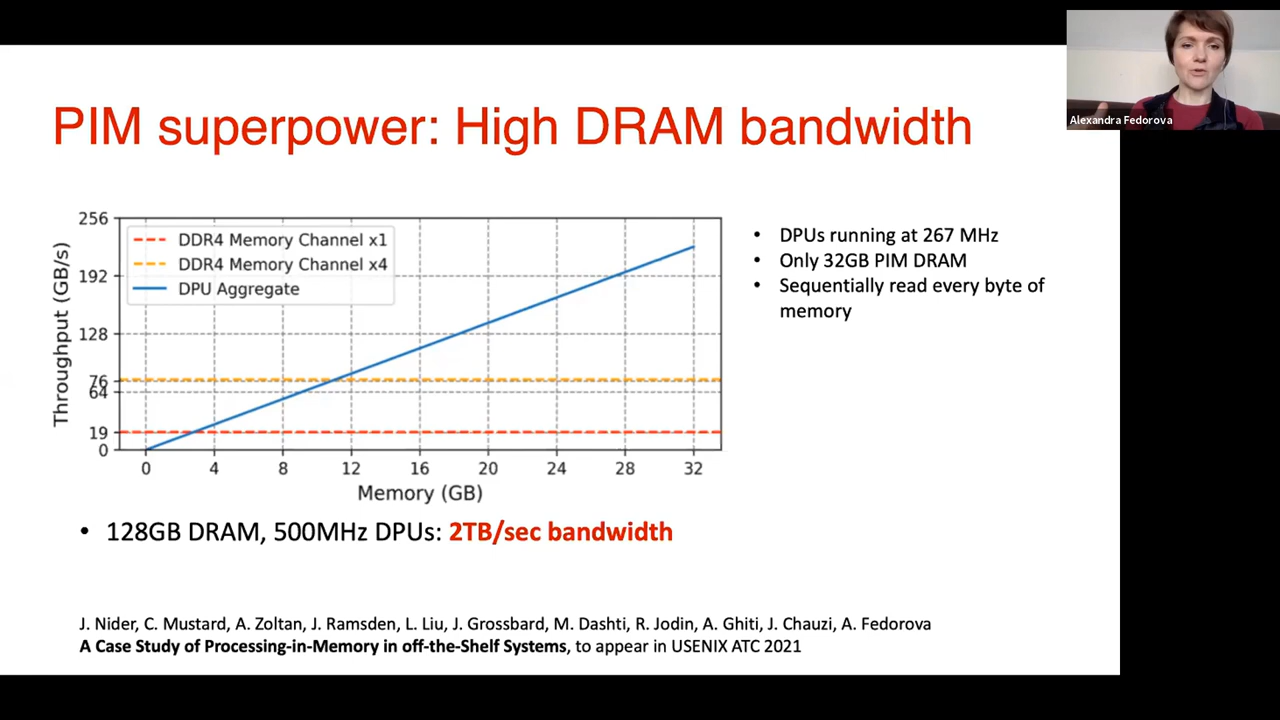 Alexandra Fedorova
PIM superpower: High DRAM bandwidth
Throughput (GB/s)
256
192
128
76
64
19
0
DDR4 Memory Channel x1
DDR4 Memory Channel x4
DPU Aggregate
0 4 8 12 16 20 24 28 32
Memory (GB)
• DPUs running at 267 MHz
• Only 32GB PIM DRAM
• Sequentially read every byte of
memory
• 128GB DRAM, 500MHz DPUs: 2TB/sec bandwidth
J. Nider, C. Mustard, A. Zoltan, J. Ramsden, L. Liu, J. Grossbard, M. Dashti, R. Jodin, A. Ghiti, J. Chauzi, A. Fedorova
A Case Study of Processing-in-Memory in off-the-Shelf Systems, to appear in USENIX ATC 2021